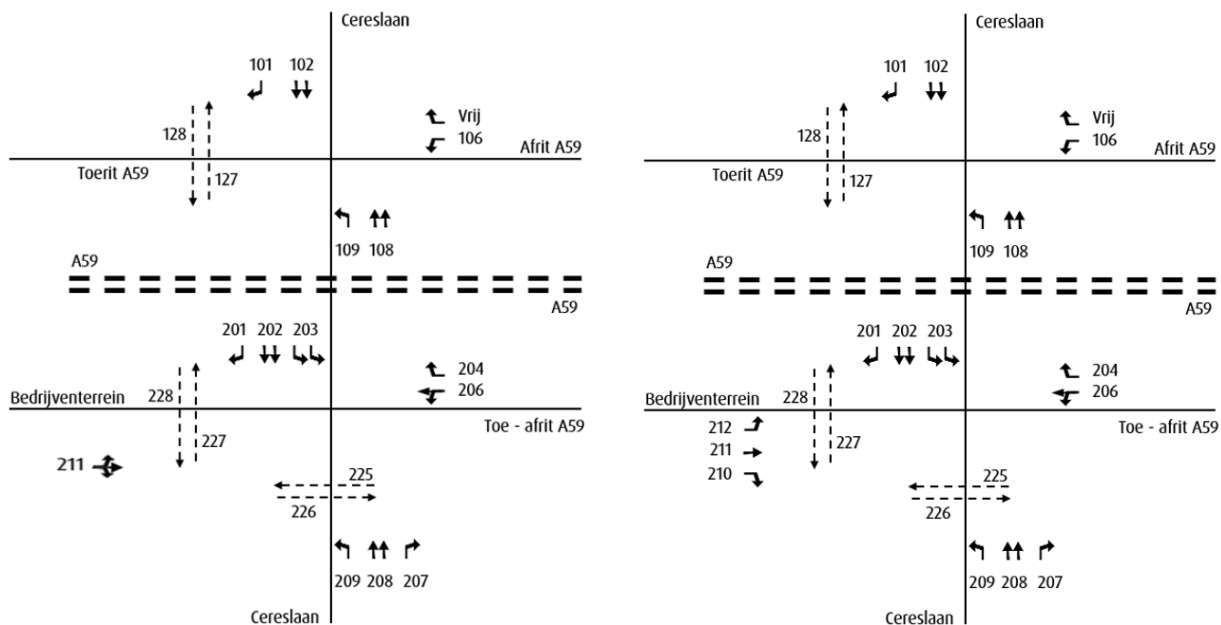 Cereslaan
101 102
Vrij
106
128
Afrit A59
Toerit A59
127
109 108
A59
A59
201 202 203
204
206
Bedrijventerrein
228
Toe - afrit A59
227
211
225
226
209 208 207
Cereslaan
Cereslaan
101 102
Vrij
106
128
Afrit A59
Toerit A59
127
109 108
A59
A59
201 202 203
204
206
Bedrijventerrein
228
Toe - afrit A59
212
227
211
210
225
226
209 208 207
Cereslaan